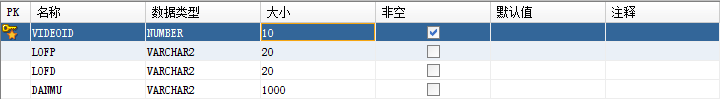 PK 名称 数据类型 大小 非空 默认值 注释
VIDEOID NUMBER 10
LOFP VARCHAR2 20
LOFD VARCHAR2 20
DANMU VARCHAR2 1000